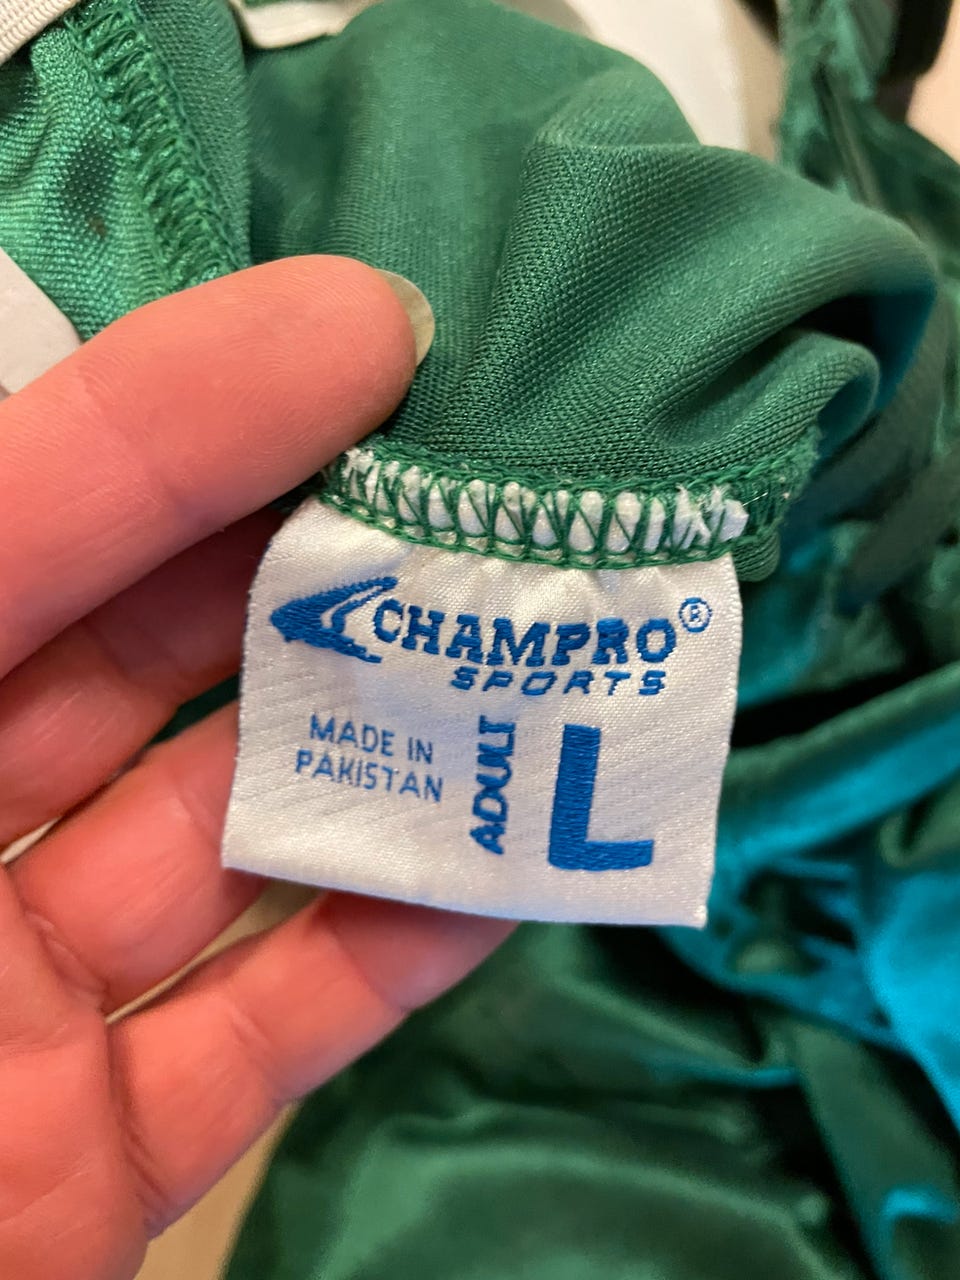 CHAMPRO®
SPORTS
MADE IN
PAKISTAN
ADULT
L